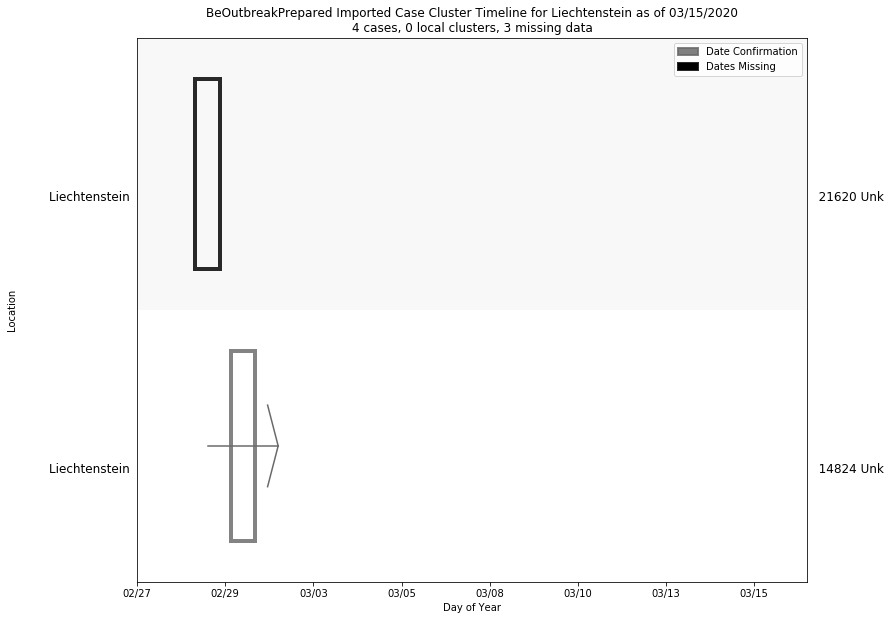 BeOutbreakPrepared Imported Case Cluster Timeline for Liechtenstein as of 03/15/2020
4 cases, 0 local clusters, 3 missing data
Date Confirmation
Dates Missing
Liechtenstein
21620 Unk
Location
Liechtenstein
14824 Unk
02/27
02/29
03/03
03/05
03/08
03/10
03/13
03/15
Day of Year